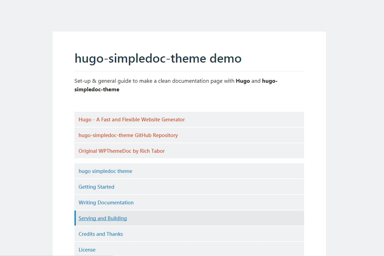 hugo-simpledoc-theme demo
Set-up & general guide to make a clean documentation page with Hugo and hugo-
simpledoc-theme
Hugo - A Fast and Flexible Website Generator
hugo-simpledoc-theme GitHub Repository
Original WPThemeDoc by Rich Tabor
hugo simpledoc theme
Getting Started
Writing Documentation
Serving and Building
Credits and Thanks
License